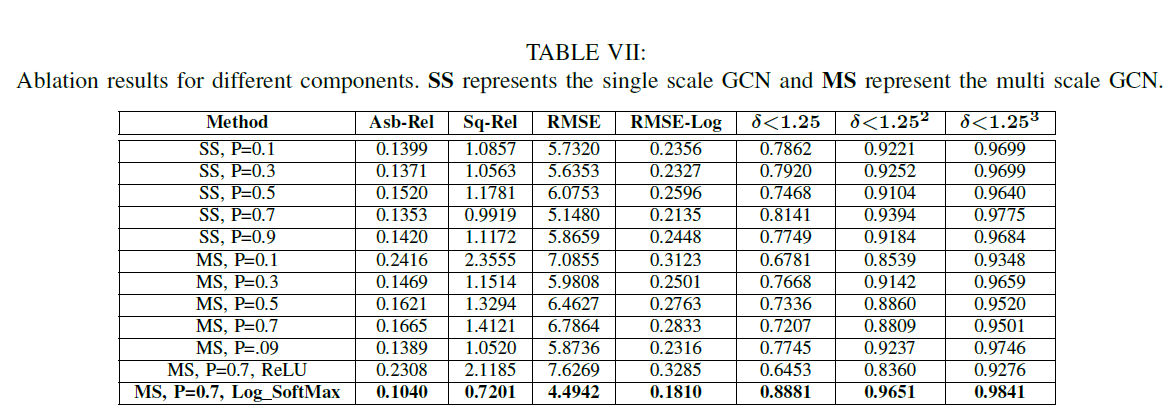 TABLE VII:
Ablation results for different components. SS represents the single scale GCN and MS represent the multi scale GCN.
Method Asb-Rel Sq-Rel RMSE RMSE-Log δ<1.25 δ<1.25² δ<1.25³
SS, P=0.1 0.1399 1.0857 5.7320 0.2356 0.7862 0.9221 0.9699
SS, P=0.3 0.1371 1.0563 5.6353 0.2327 0.7920 0.9252 0.9699
SS, P=0.5 0.1520 1.1781 6.0753 0.2596 0.7468 0.9104 0.9640
SS, P=0.7 0.1353 0.9919 5.1480 0.2135 0.8141 0.9394 0.9775
SS, P=0.9 0.1420 1.1172 5.8659 0.2448 0.7749 0.9184 0.9684
MS, P=0.1 0.2416 2.3555 7.0855 0.3123 0.6781 0.8539 0.9348
MS, P=0.3 0.1469 1.1514 5.9808 0.2501 0.7668 0.9142 0.9659
MS, P=0.5 0.1621 1.3294 6.4627 0.2763 0.7336 0.8860 0.9520
MS, P=0.7 0.1665 1.4121 6.7864 0.2833 0.7207 0.8809 0.9501
MS, P=.09 0.1389 1.0520 5.8736 0.2316 0.7745 0.9237 0.9746
MS, P=0.7, ReLU 0.2308 2.1185 7.6269 0.3285 0.6453 0.8360 0.9276
MS, P=0.7, Log_SoftMax 0.1040 0.7201 4.4942 0.1810 0.8881 0.9651 0.9841